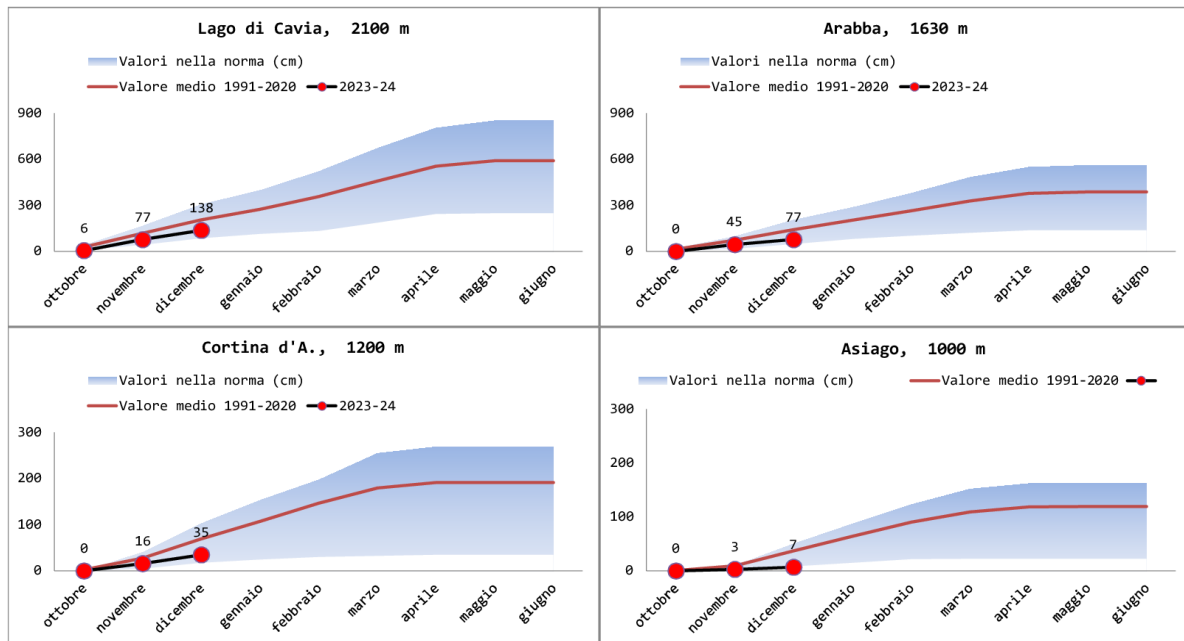 Lago di Cavia, 2100 m
Valori nella norma (cm)
Valore medio 1991-2020 2023-24
900
600
300
0
6
77
138
ottobre
novembre
dicembre
gennaio
febbraio
marzo
aprile
maggio
giugno
Arabba, 1630 m
Valori nella norma (cm)
Valore medio 1991-2020 2023-24
900
600
300
0
0
45
77
ottobre
novembre
dicembre
gennaio
febbraio
marzo
aprile
maggio
giugno
Cortina d'A., 1200 m
Valori nella norma (cm)
Valore medio 1991-2020 2023-24
300
200
100
0
0
16
35
ottobre
novembre
dicembre
gennaio
febbraio
marzo
aprile
maggio
giugno
Asiago, 1000 m
Valori nella norma (cm) Valore medio 1991-2020
300
200
100
0
0
3
7
ottobre
novembre
dicembre
gennaio
febbraio
marzo
aprile
maggio
giugno